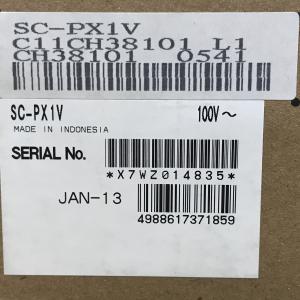 SC-PX1V
C11CH38101 L1
CH38101 0541
SC-PX1V 100V～
MADE IN INDONESIA
SERIAL No.
*X7WZ014835*
JAN-13
4988617371859